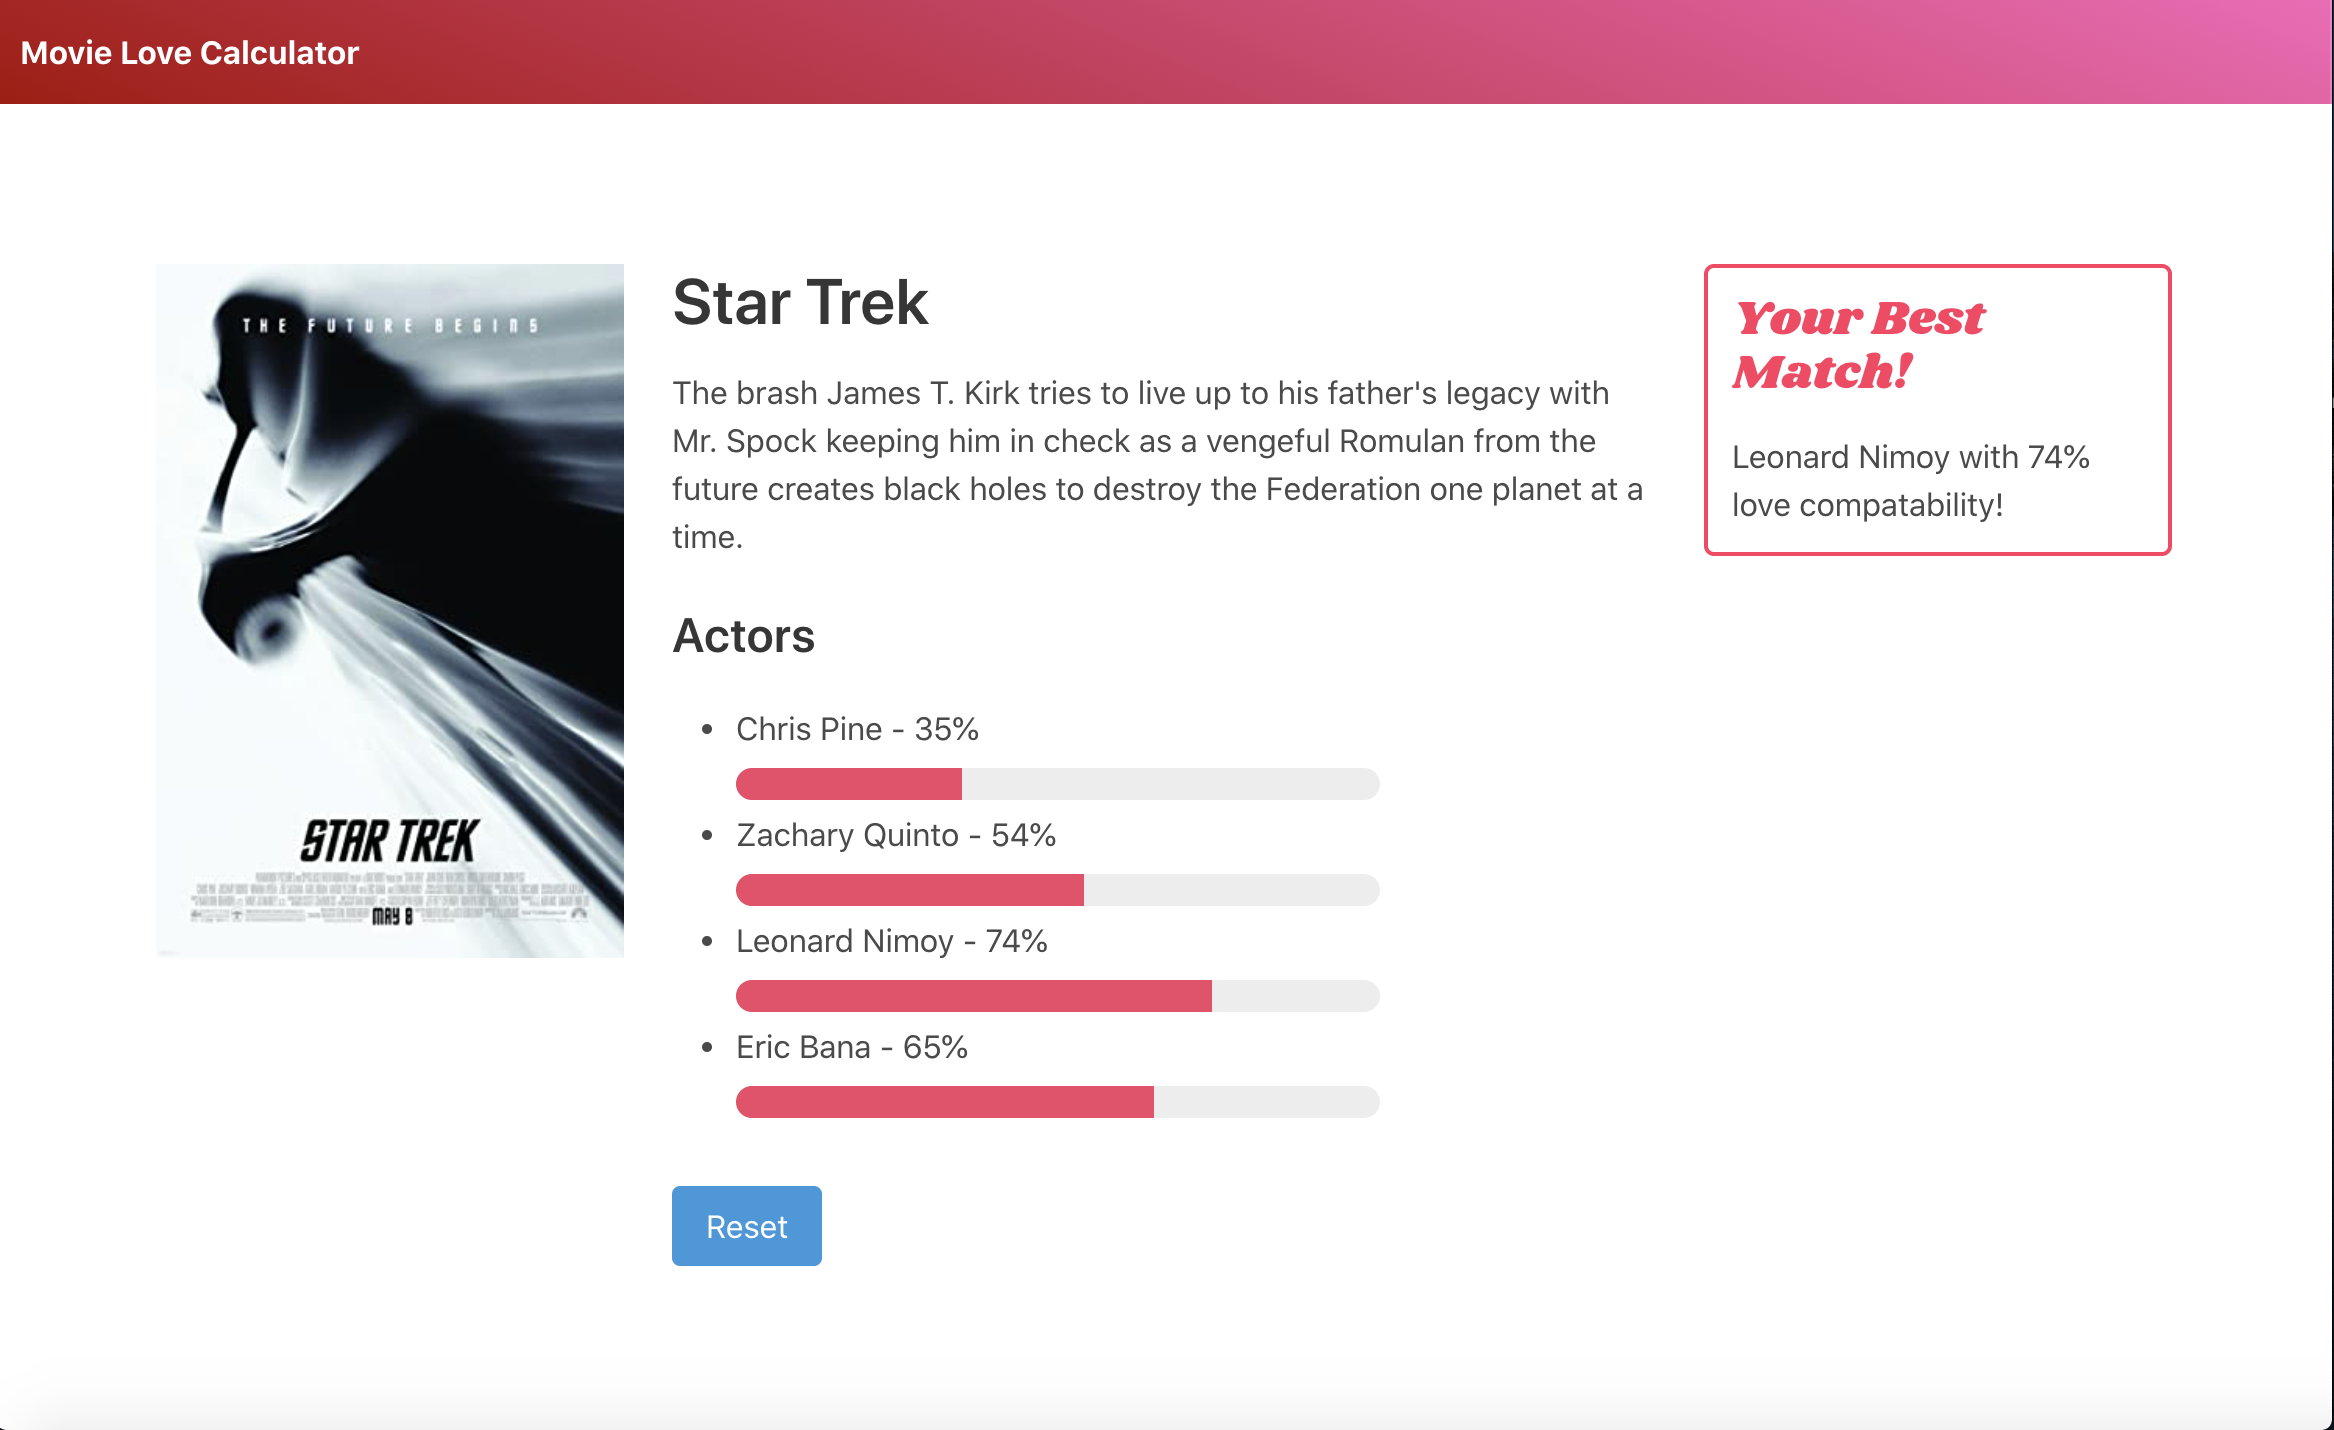 Movie Love Calculator
THE FUTURE BEGINS
STAR TREK
MAY 8
Star Trek
The brash James T. Kirk tries to live up to his father's legacy with
Mr. Spock keeping him in check as a vengeful Romulan from the
future creates black holes to destroy the Federation one planet at a
time.
Actors
• Chris Pine - 35%
• Zachary Quinto - 54%
• Leonard Nimoy - 74%
• Eric Bana - 65%
Reset
Your Best
Match!
Leonard Nimoy with 74%
love compatability!